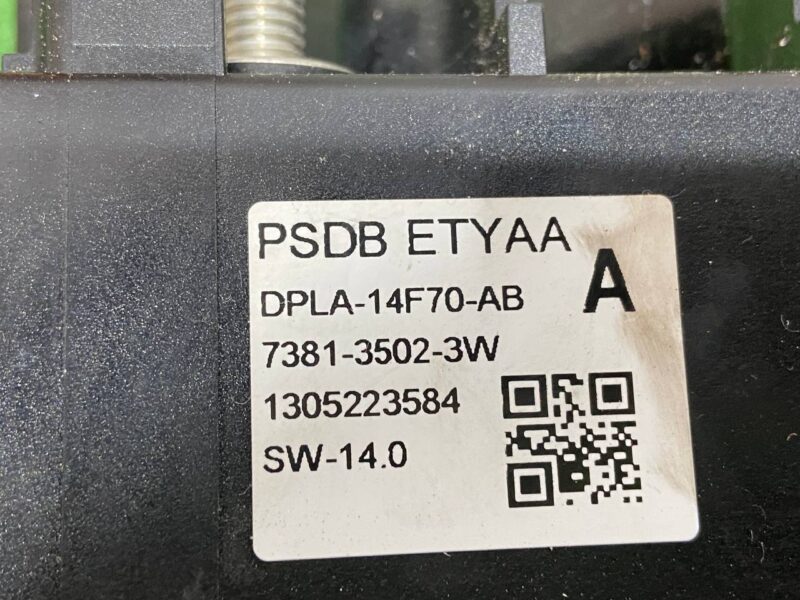 PSDB ETYAA
A
DPLA-14F70-AB
7381-3502-3W
1305223584
SW-14.0